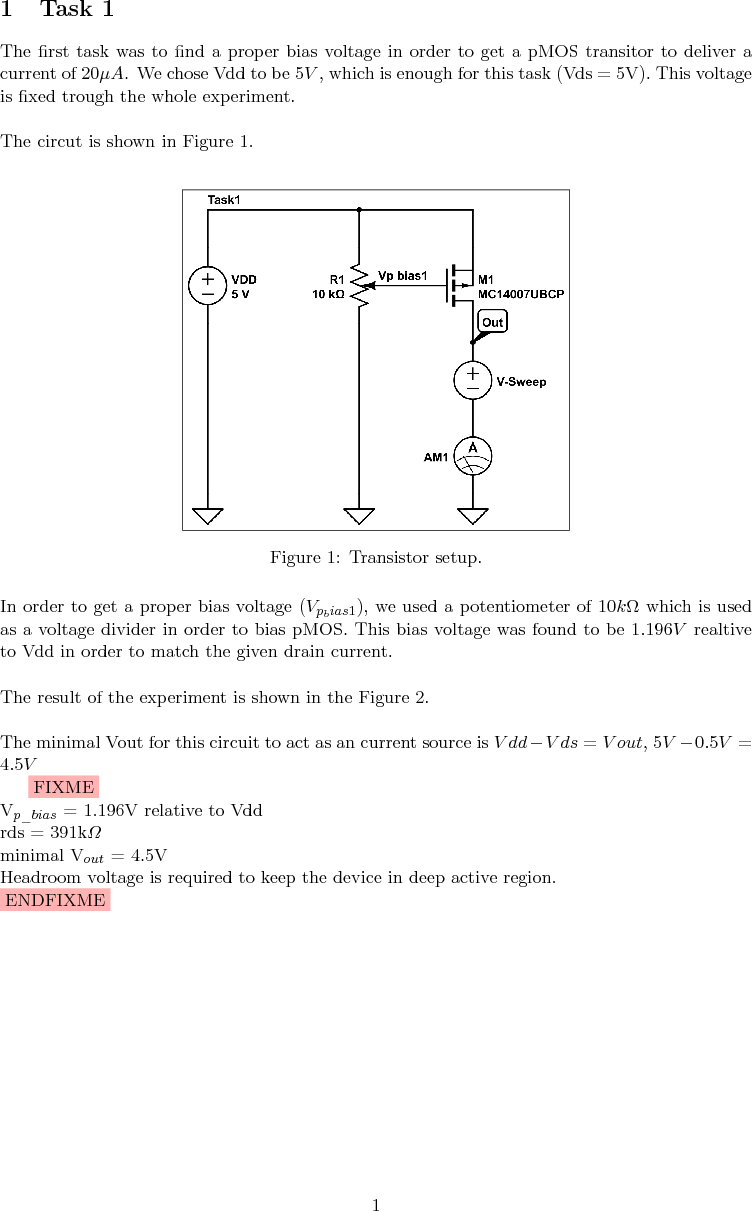 1 Task 1
The first task was to find a proper bias voltage in order to get a pMOS transitor to deliver a
current of 20μA. We chose Vdd to be 5V, which is enough for this task (Vds = 5V). This voltage
is fixed trough the whole experiment.
The circut is shown in Figure 1.
Task1
VDD
5 V
R1
10 kΩ
Vp bias1
M1
MC14007UBCP
Out
V-Sweep
A
AM1
Figure 1: Transistor setup.
In order to get a proper bias voltage (V_{p_bias1}), we used a potentiometer of 10kΩ which is used
as a voltage divider in order to bias pMOS. This bias voltage was found to be 1.196V realtive
to Vdd in order to match the given drain current.
The result of the experiment is shown in the Figure 2.
The minimal Vout for this circuit to act as an current source is Vdd − Vds = Vout, 5V − 0.5V =
4.5V
FIXME
V_{p_bias} = 1.196V relative to Vdd
rds = 391kΩ
minimal V_{out} = 4.5V
Headroom voltage is required to keep the device in deep active region.
ENDFIXME
1